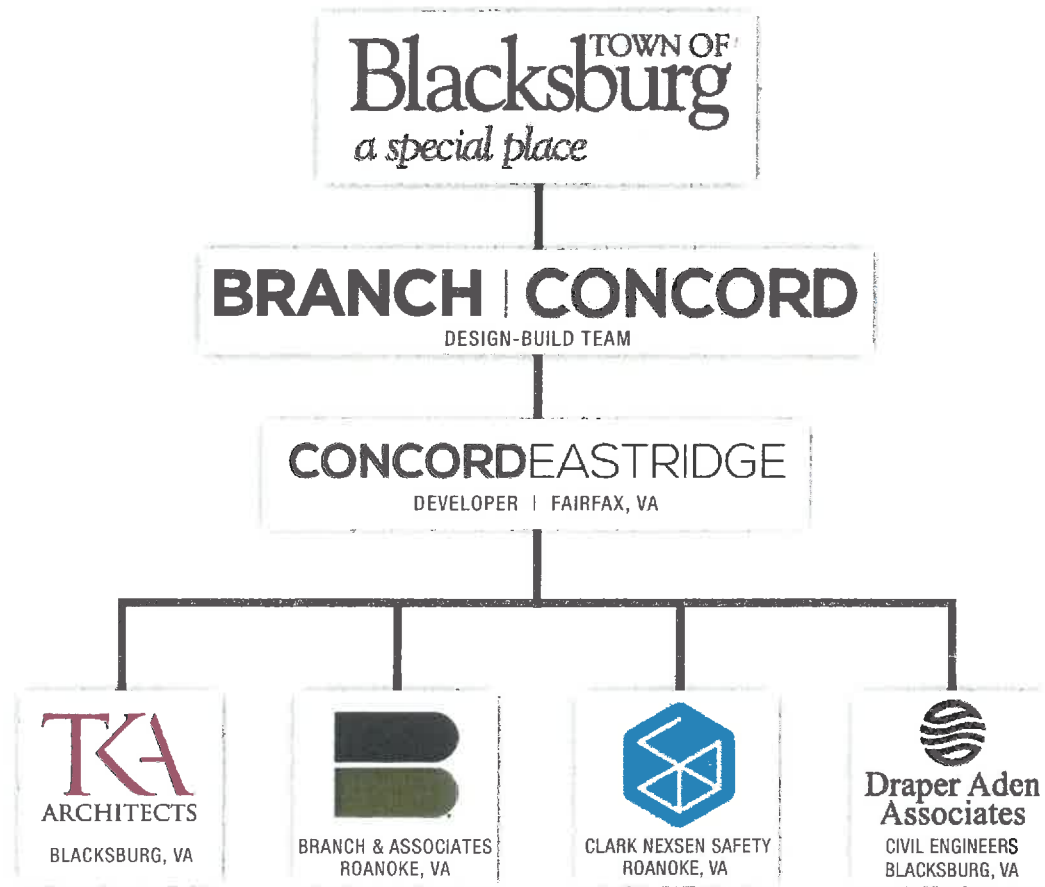 TOWN OF
Blacksburg
a special place
BRANCH | CONCORD
DESIGN-BUILD TEAM
CONCORDEASTRIDGE
DEVELOPER | FAIRFAX, VA
TKA
ARCHITECTS
BLACKSBURG, VA
BRANCH & ASSOCIATES
ROANOKE, VA
CLARK NEXSEN SAFETY
ROANOKE, VA
Draper Aden
Associates
CIVIL ENGINEERS
BLACKSBURG, VA